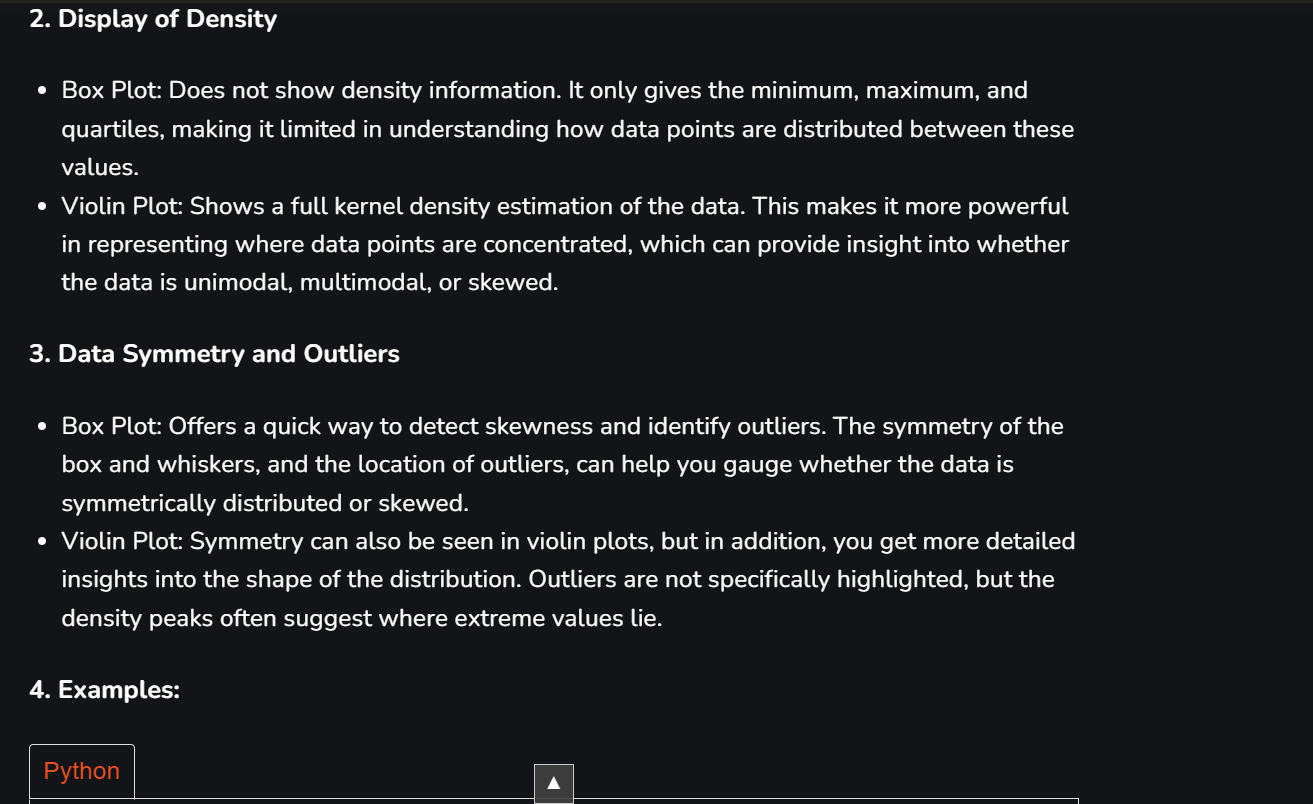 2. Display of Density
• Box Plot: Does not show density information. It only gives the minimum, maximum, and
quartiles, making it limited in understanding how data points are distributed between these
values.
• Violin Plot: Shows a full kernel density estimation of the data. This makes it more powerful
in representing where data points are concentrated, which can provide insight into whether
the data is unimodal, multimodal, or skewed.
3. Data Symmetry and Outliers
• Box Plot: Offers a quick way to detect skewness and identify outliers. The symmetry of the
box and whiskers, and the location of outliers, can help you gauge whether the data is
symmetrically distributed or skewed.
• Violin Plot: Symmetry can also be seen in violin plots, but in addition, you get more detailed
insights into the shape of the distribution. Outliers are not specifically highlighted, but the
density peaks often suggest where extreme values lie.
4. Examples:
Python
▲